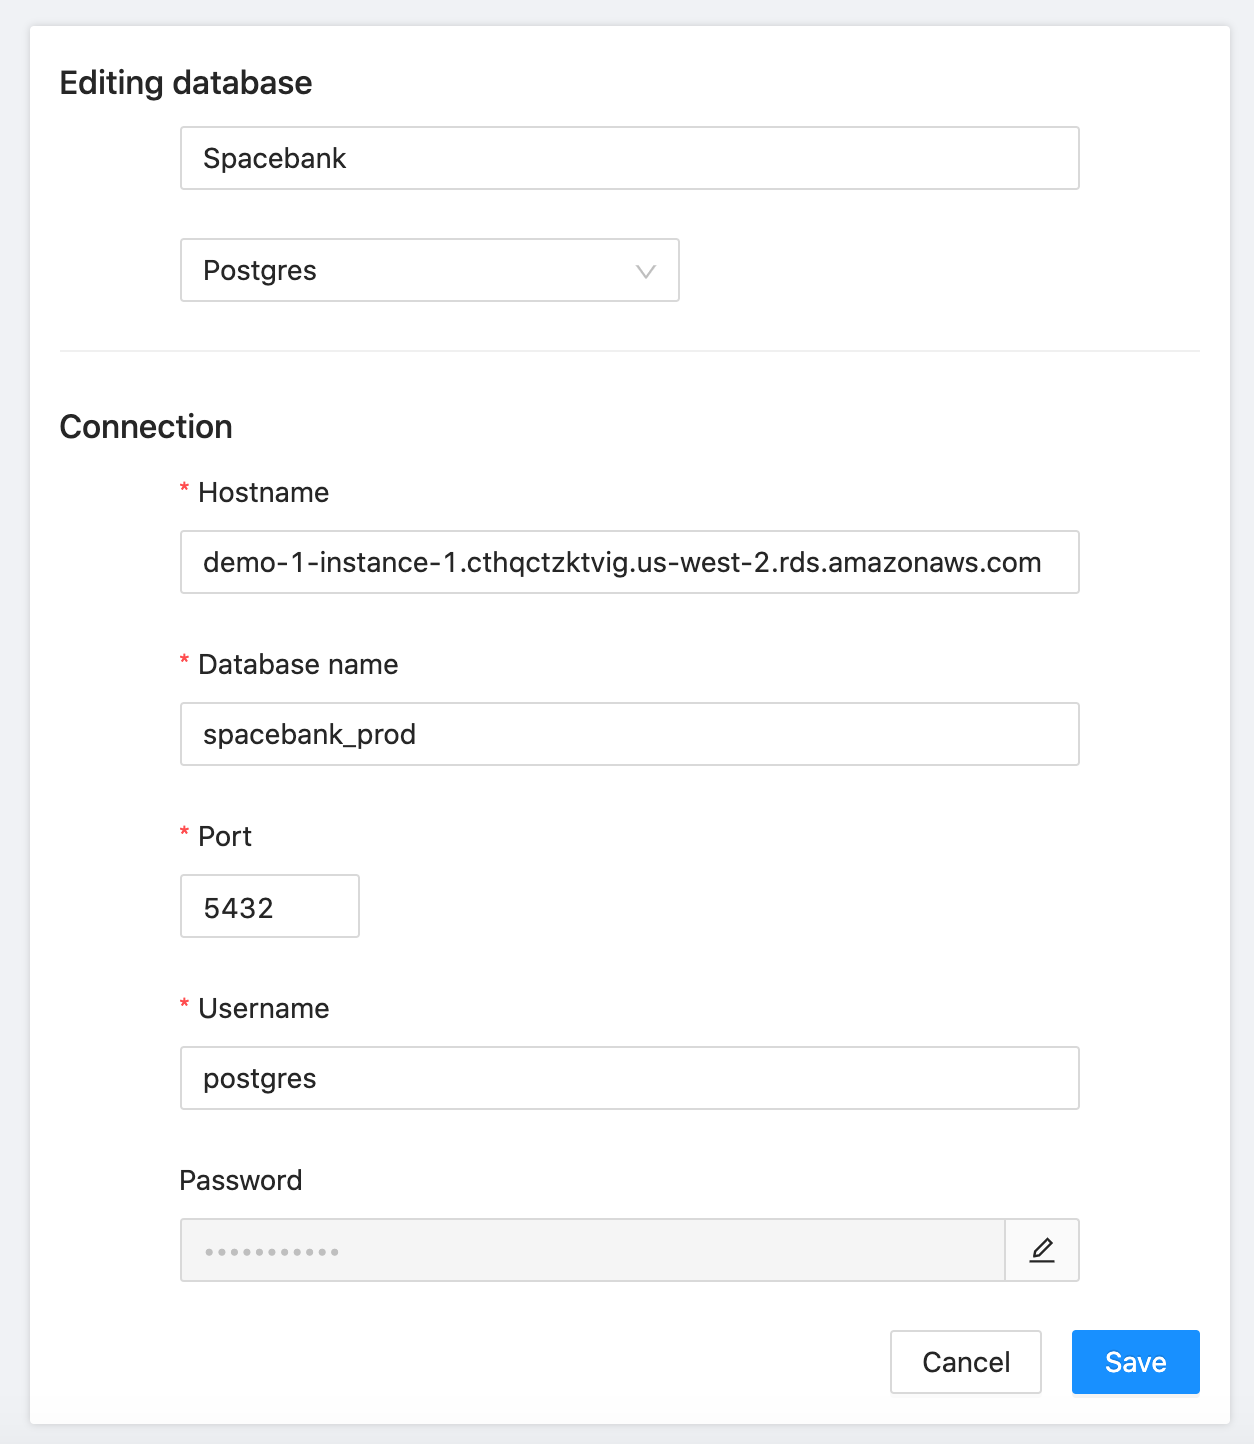 Editing database
Spacebank
Postgres
Connection
* Hostname
demo-1-instance-1.cthqctzktvig.us-west-2.rds.amazonaws.com
* Database name
spacebank_prod
* Port
5432
* Username
postgres
Password
•••••••••••
Cancel
Save